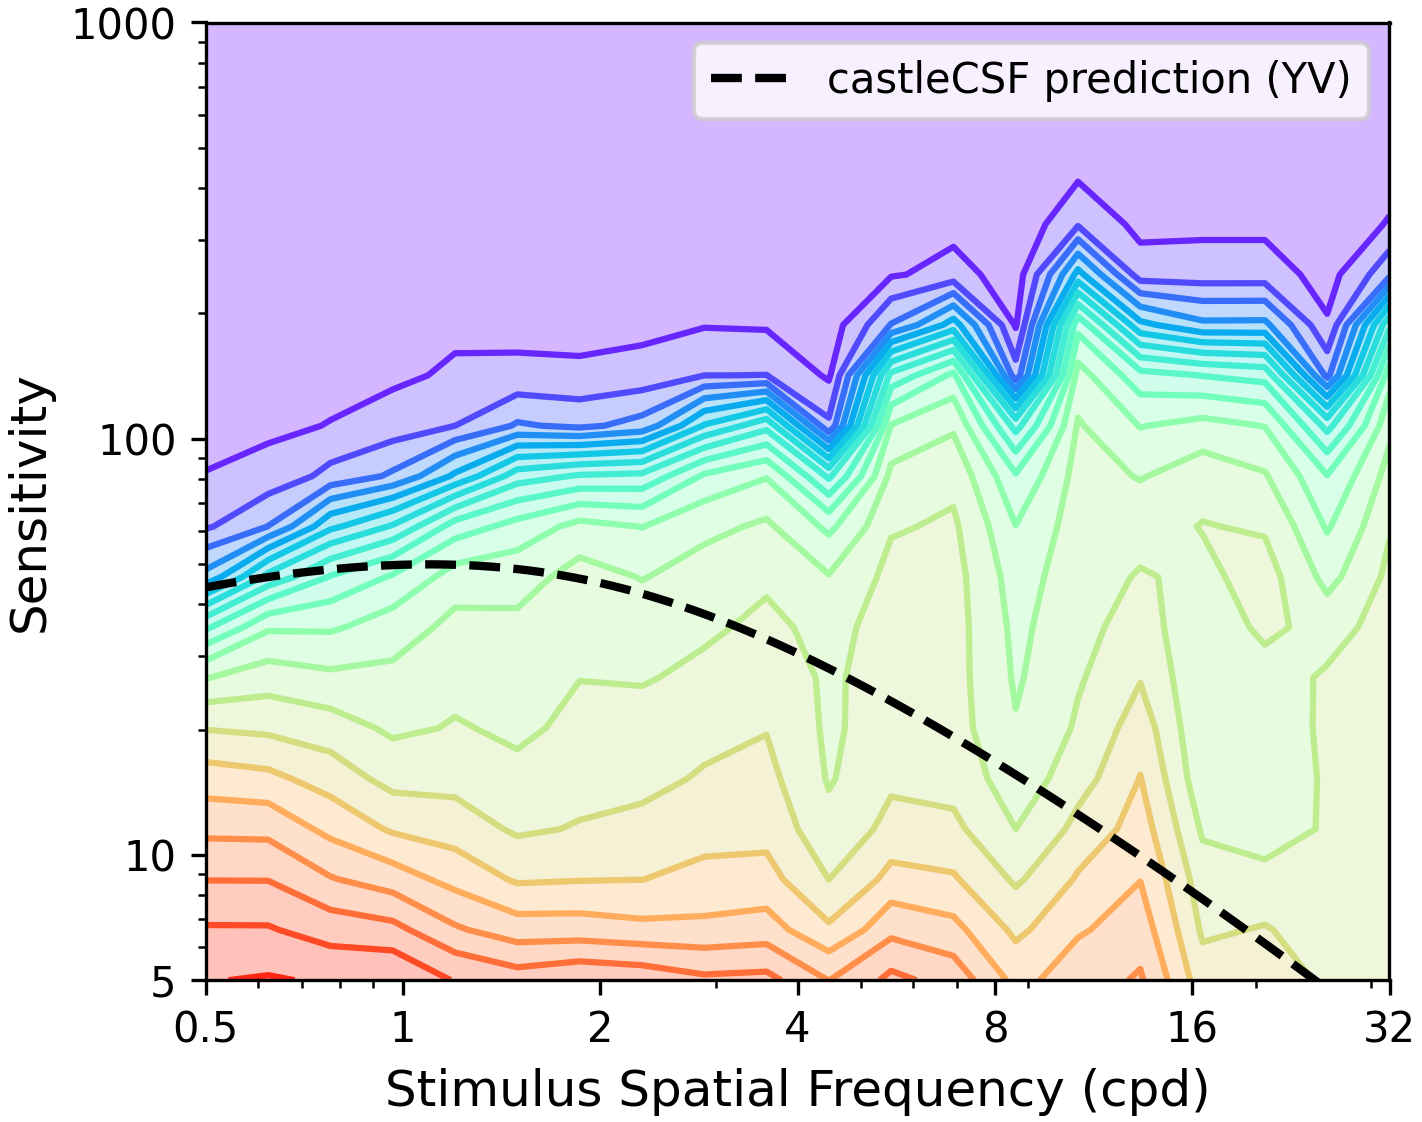 1000
castleCSF prediction (YV)
100
Sensitivity
10
5
0.5 1 2 4 8 16 32
Stimulus Spatial Frequency (cpd)